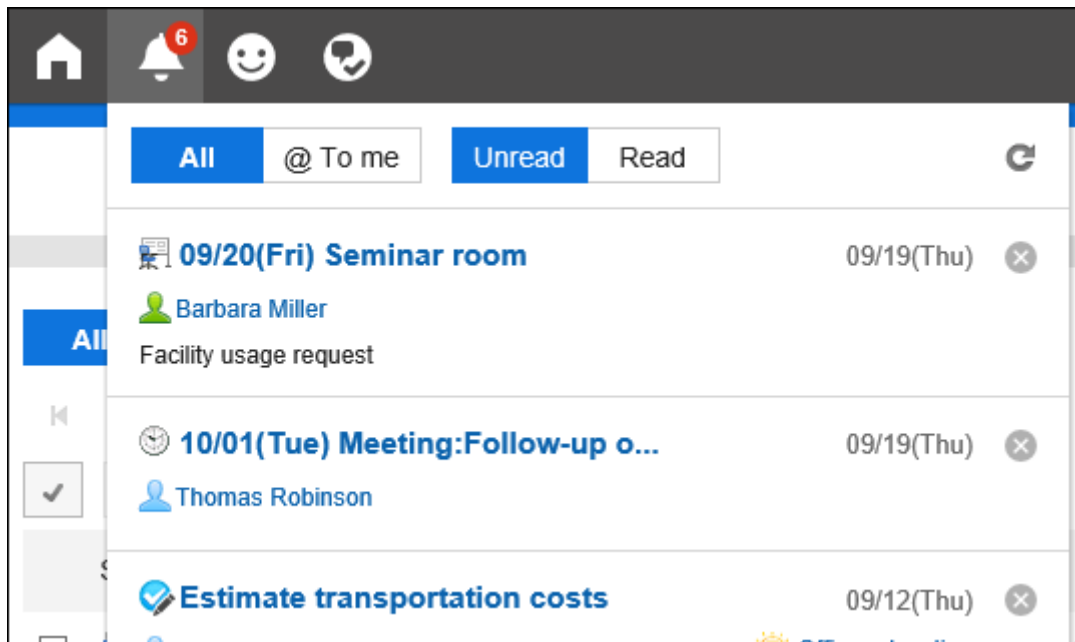 6
All @ To me Unread Read
09/20(Fri) Seminar room 09/19(Thu)
Barbara Miller
Facility usage request
All
10/01(Tue) Meeting:Follow-up o... 09/19(Thu)
Thomas Robinson
Estimate transportation costs 09/12(Thu)